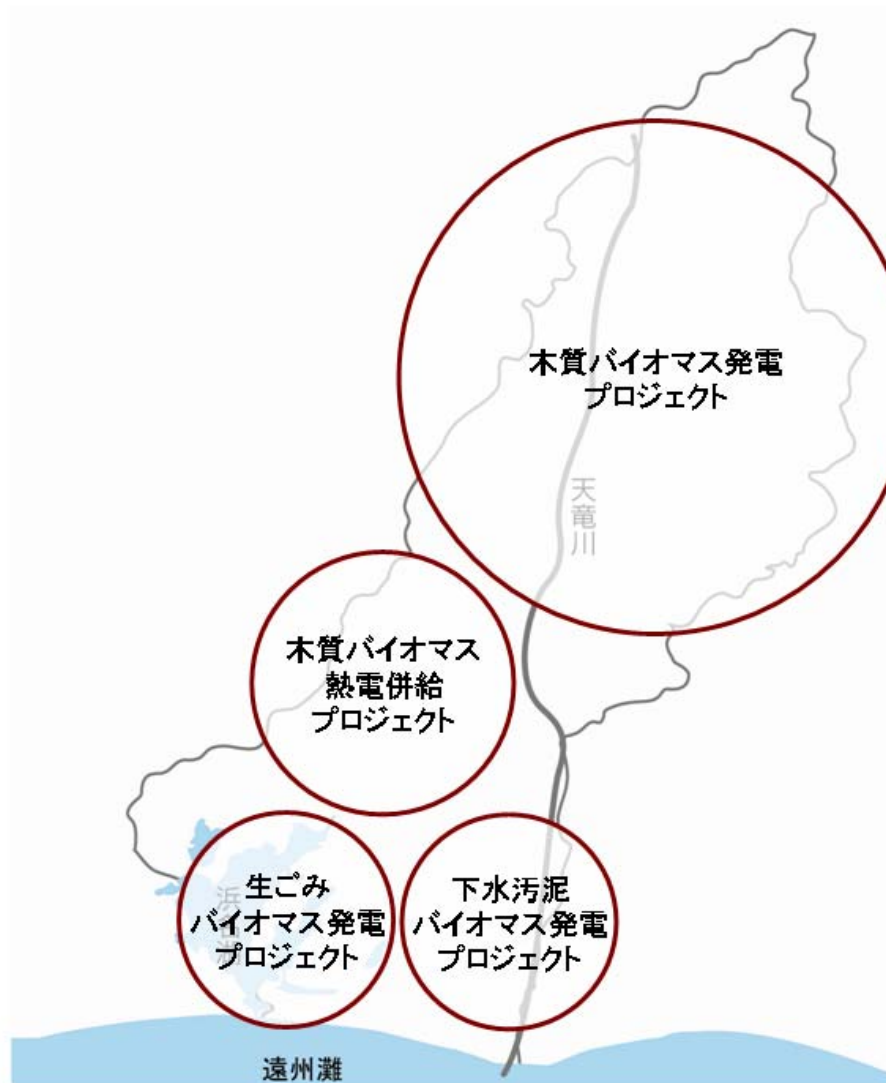 木質バイオマス発電
プロジェクト
天竜川
木質バイオマス
熱電併給
プロジェクト
生ごみ
バイオマス発電
プロジェクト
浜名湖
下水汚泥
バイオマス発電
プロジェクト
遠州灘